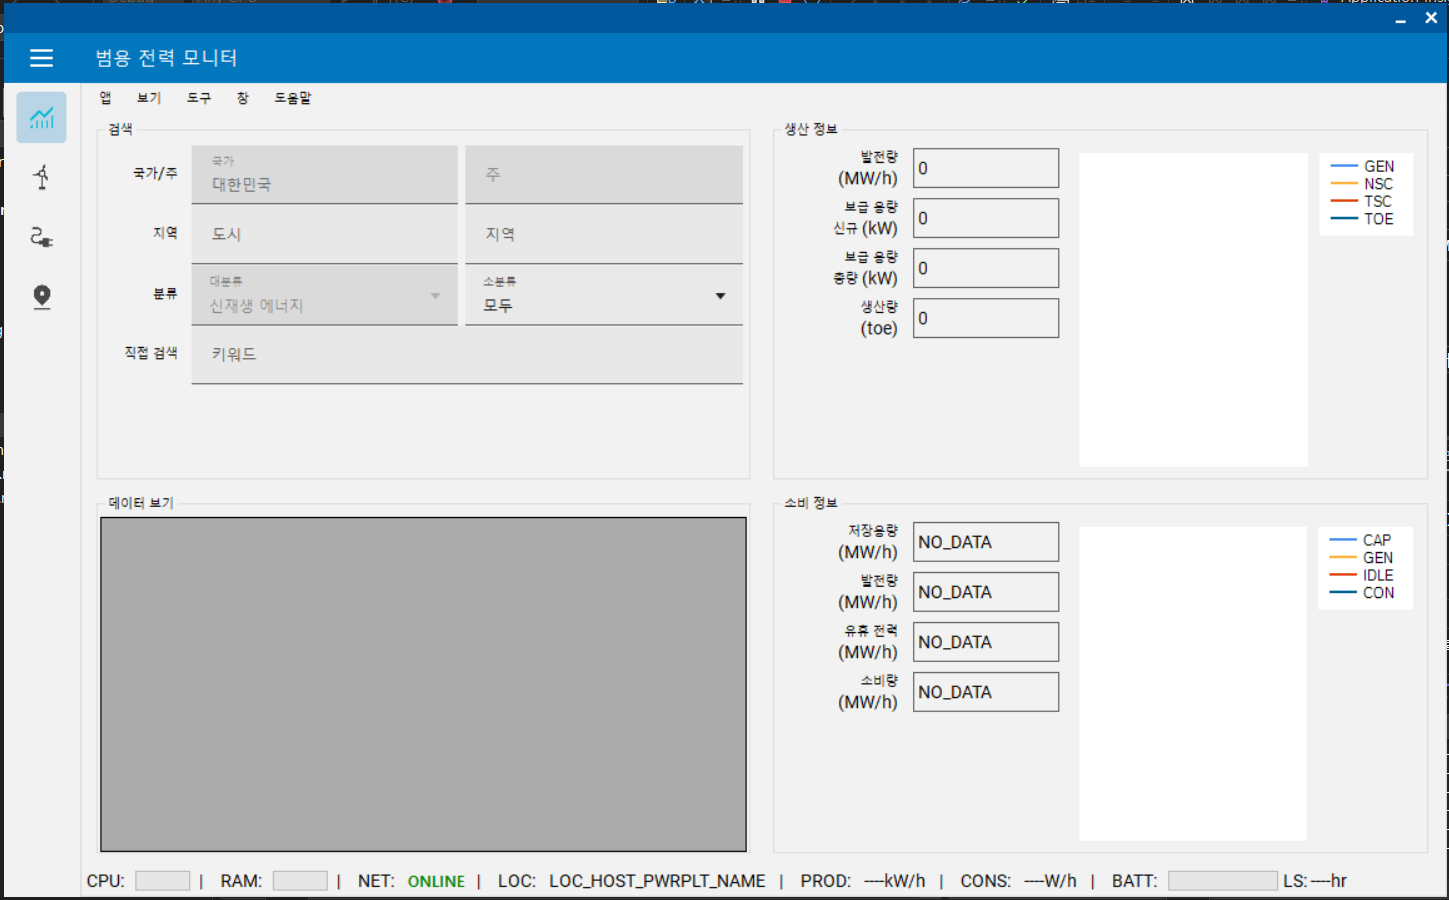 범용 전력 모니터
앱 보기 도구 창 도움말
검색
국가/주
국가
대한민국
주
지역
도시
지역
분류
대분류
신재생 에너지
소분류
모두
직접 검색
키워드
생산 정보
발전량
(MW/h)
0
보급 용량
신규 (kW)
0
보급 용량
총량 (kW)
0
생산량
(toe)
0
GEN
NSC
TSC
TOE
데이터 보기
소비 정보
저장용량
(MW/h)
NO_DATA
발전량
(MW/h)
NO_DATA
유휴 전력
(MW/h)
NO_DATA
소비량
(MW/h)
NO_DATA
CAP
GEN
IDLE
CON
CPU: | RAM: | NET: ONLINE | LOC: LOC_HOST_PWRPLT_NAME | PROD: ----kW/h | CONS: ----W/h | BATT: LS: ----hr